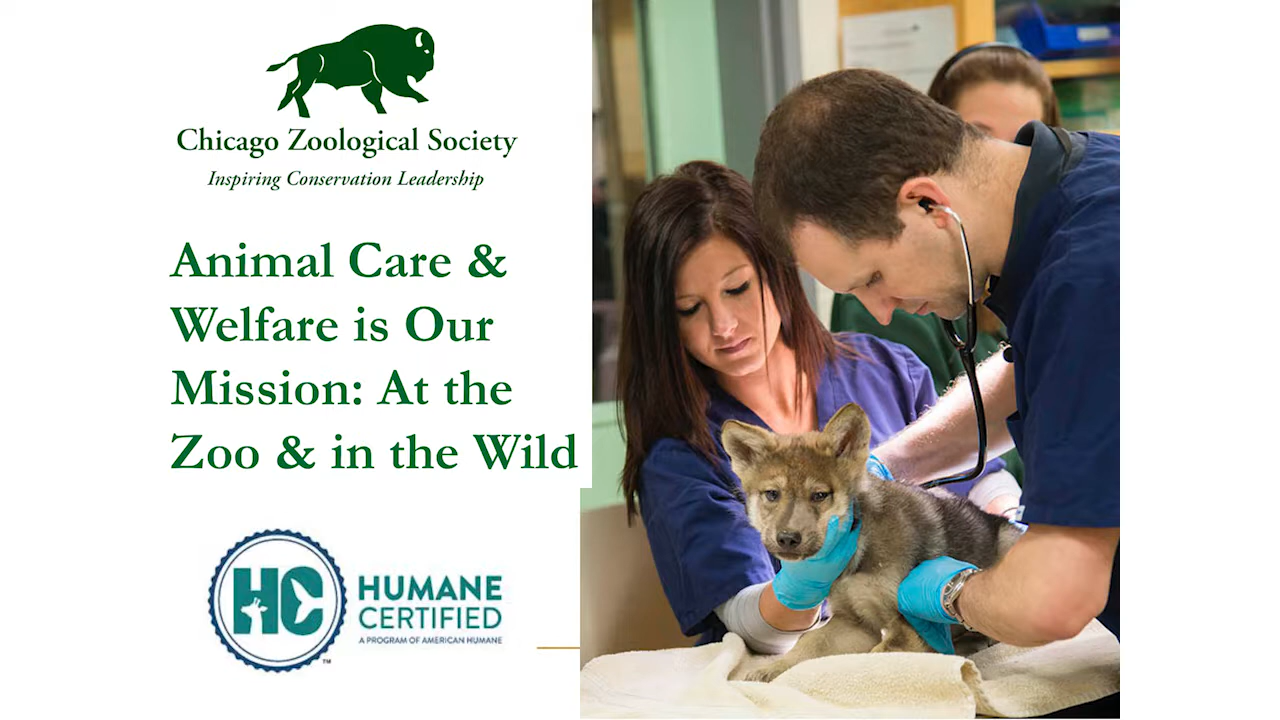 Chicago Zoological Society
Inspiring Conservation Leadership
Animal Care &
Welfare is Our
Mission: At the
Zoo & in the Wild
HC
HUMANE
CERTIFIED
A PROGRAM OF AMERICAN HUMANE
TM